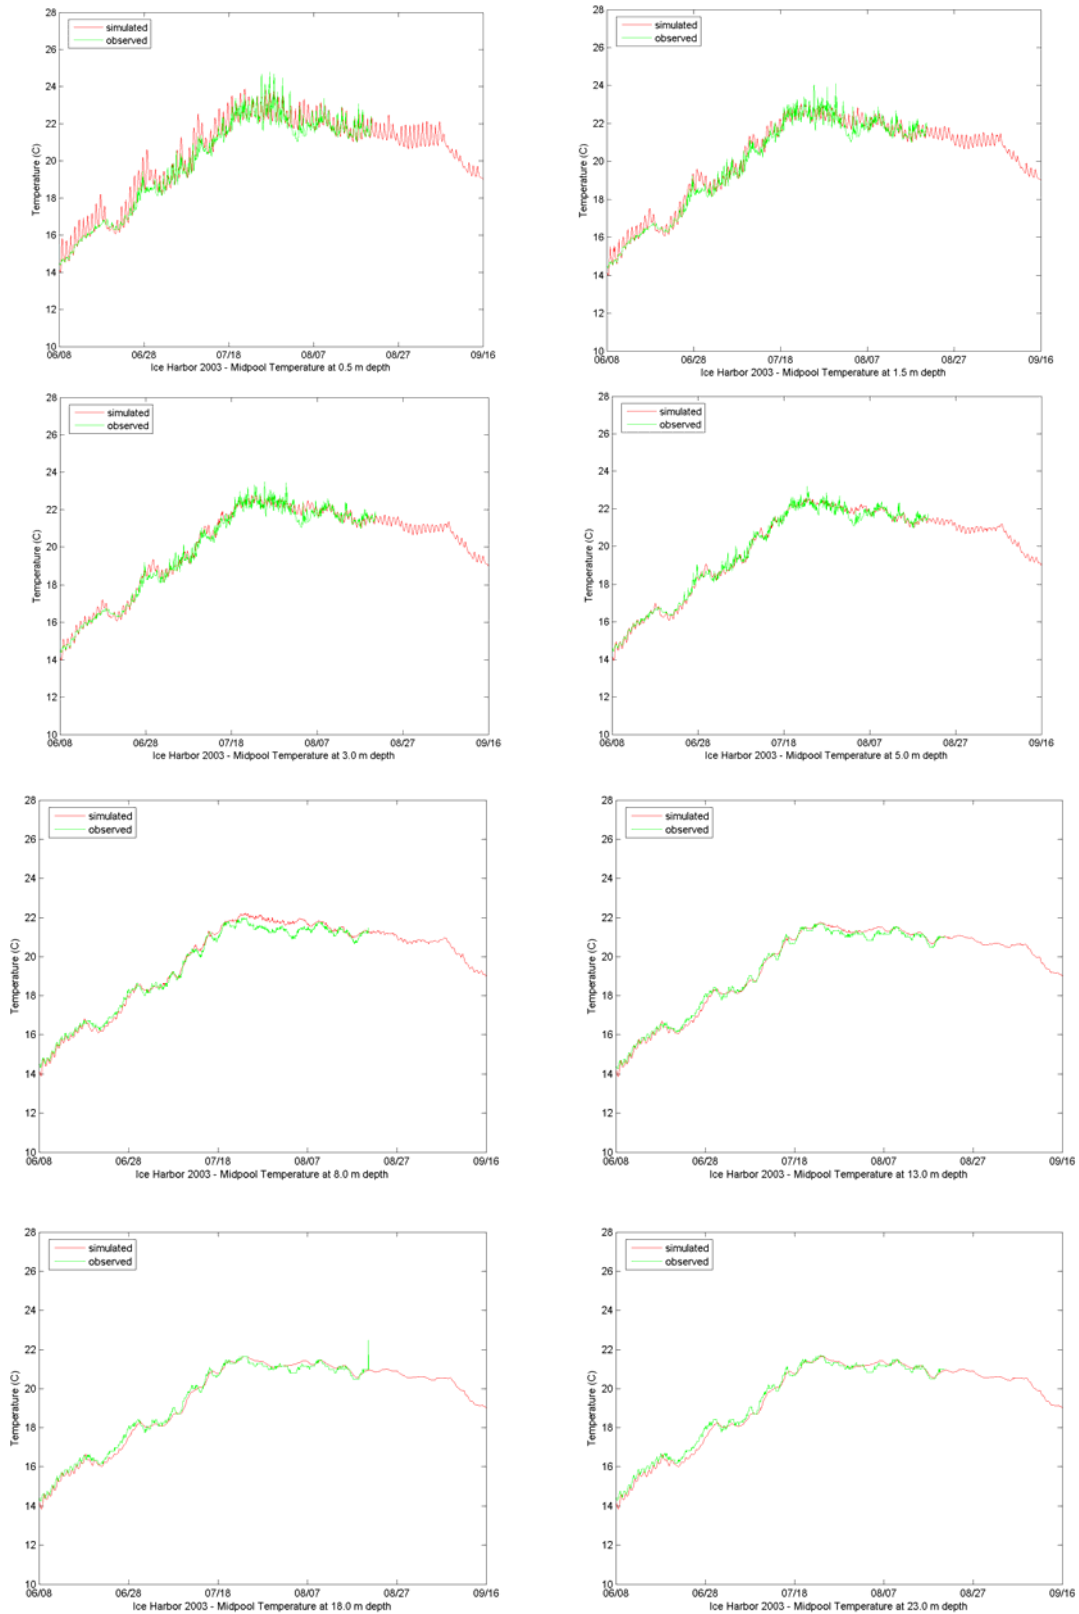 28
26
24
22
20
18
16
14
12
10
Temperature (C)
simulated
observed
06/08 06/28 07/18 08/07 08/27 09/16
Ice Harbor 2003 - Midpool Temperature at 0.5 m depth
28
26
24
22
20
18
16
14
12
10
Temperature (C)
simulated
observed
06/08 06/28 07/18 08/07 08/27 09/16
Ice Harbor 2003 - Midpool Temperature at 1.5 m depth
28
26
24
22
20
18
16
14
12
10
Temperature (C)
simulated
observed
06/08 06/28 07/18 08/07 08/27 09/16
Ice Harbor 2003 - Midpool Temperature at 3.0 m depth
28
26
24
22
20
18
16
14
12
10
Temperature (C)
simulated
observed
06/08 06/28 07/18 08/07 08/27 09/16
Ice Harbor 2003 - Midpool Temperature at 5.0 m depth
28
26
24
22
20
18
16
14
12
10
Temperature (C)
simulated
observed
06/08 06/28 07/18 08/07 08/27 09/16
Ice Harbor 2003 - Midpool Temperature at 8.0 m depth
28
26
24
22
20
18
16
14
12
10
Temperature (C)
simulated
observed
06/08 06/28 07/18 08/07 08/27 09/16
Ice Harbor 2003 - Midpool Temperature at 13.0 m depth
28
26
24
22
20
18
16
14
12
10
Temperature (C)
simulated
observed
06/08 06/28 07/18 08/07 08/27 09/16
Ice Harbor 2003 - Midpool Temperature at 18.0 m depth
28
26
24
22
20
18
16
14
12
10
Temperature (C)
simulated
observed
06/08 06/28 07/18 08/07 08/27 09/16
Ice Harbor 2003 - Midpool Temperature at 23.0 m depth